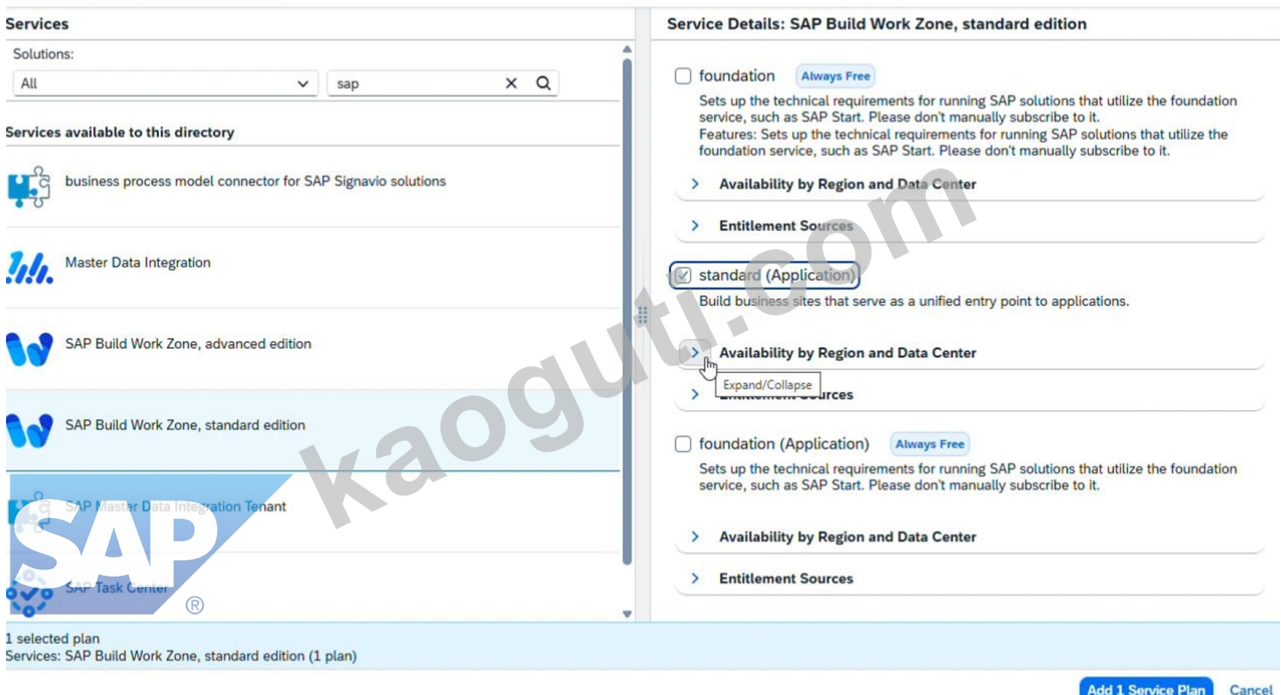 Services
Solutions:
All
sap
Services available to this directory
business process model connector for SAP Signavio solutions
Master Data Integration
SAP Build Work Zone, advanced edition
SAP Build Work Zone, standard edition
SAP Master Data Integration Tenant
SAP Task Center
SAP
®
Service Details: SAP Build Work Zone, standard edition
foundation Always Free
Sets up the technical requirements for running SAP solutions that utilize the foundation
service, such as SAP Start. Please don't manually subscribe to it.
Features: Sets up the technical requirements for running SAP solutions that utilize the
foundation service, such as SAP Start. Please don't manually subscribe to it.
Availability by Region and Data Center
Entitlement Sources
standard (Application)
Build business sites that serve as a unified entry point to applications.
Availability by Region and Data Center
Expand/Collapse
Entitlement Sources
foundation (Application) Always Free
Sets up the technical requirements for running SAP solutions that utilize the foundation
service, such as SAP Start. Please don't manually subscribe to it.
Availability by Region and Data Center
Entitlement Sources
kaoguti.com
1 selected plan
Services: SAP Build Work Zone, standard edition (1 plan)
Add 1 Service Plan Cancel